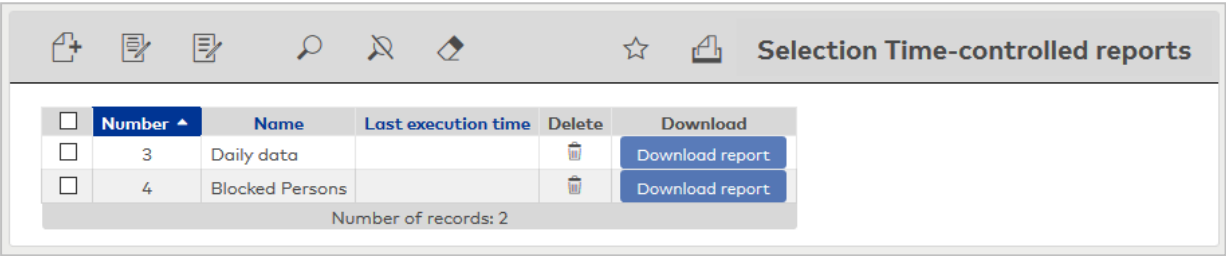 Selection Time-controlled reports
Number Name Last execution time Delete Download
3 Daily data Download report
4 Blocked Persons Download report
Number of records: 2